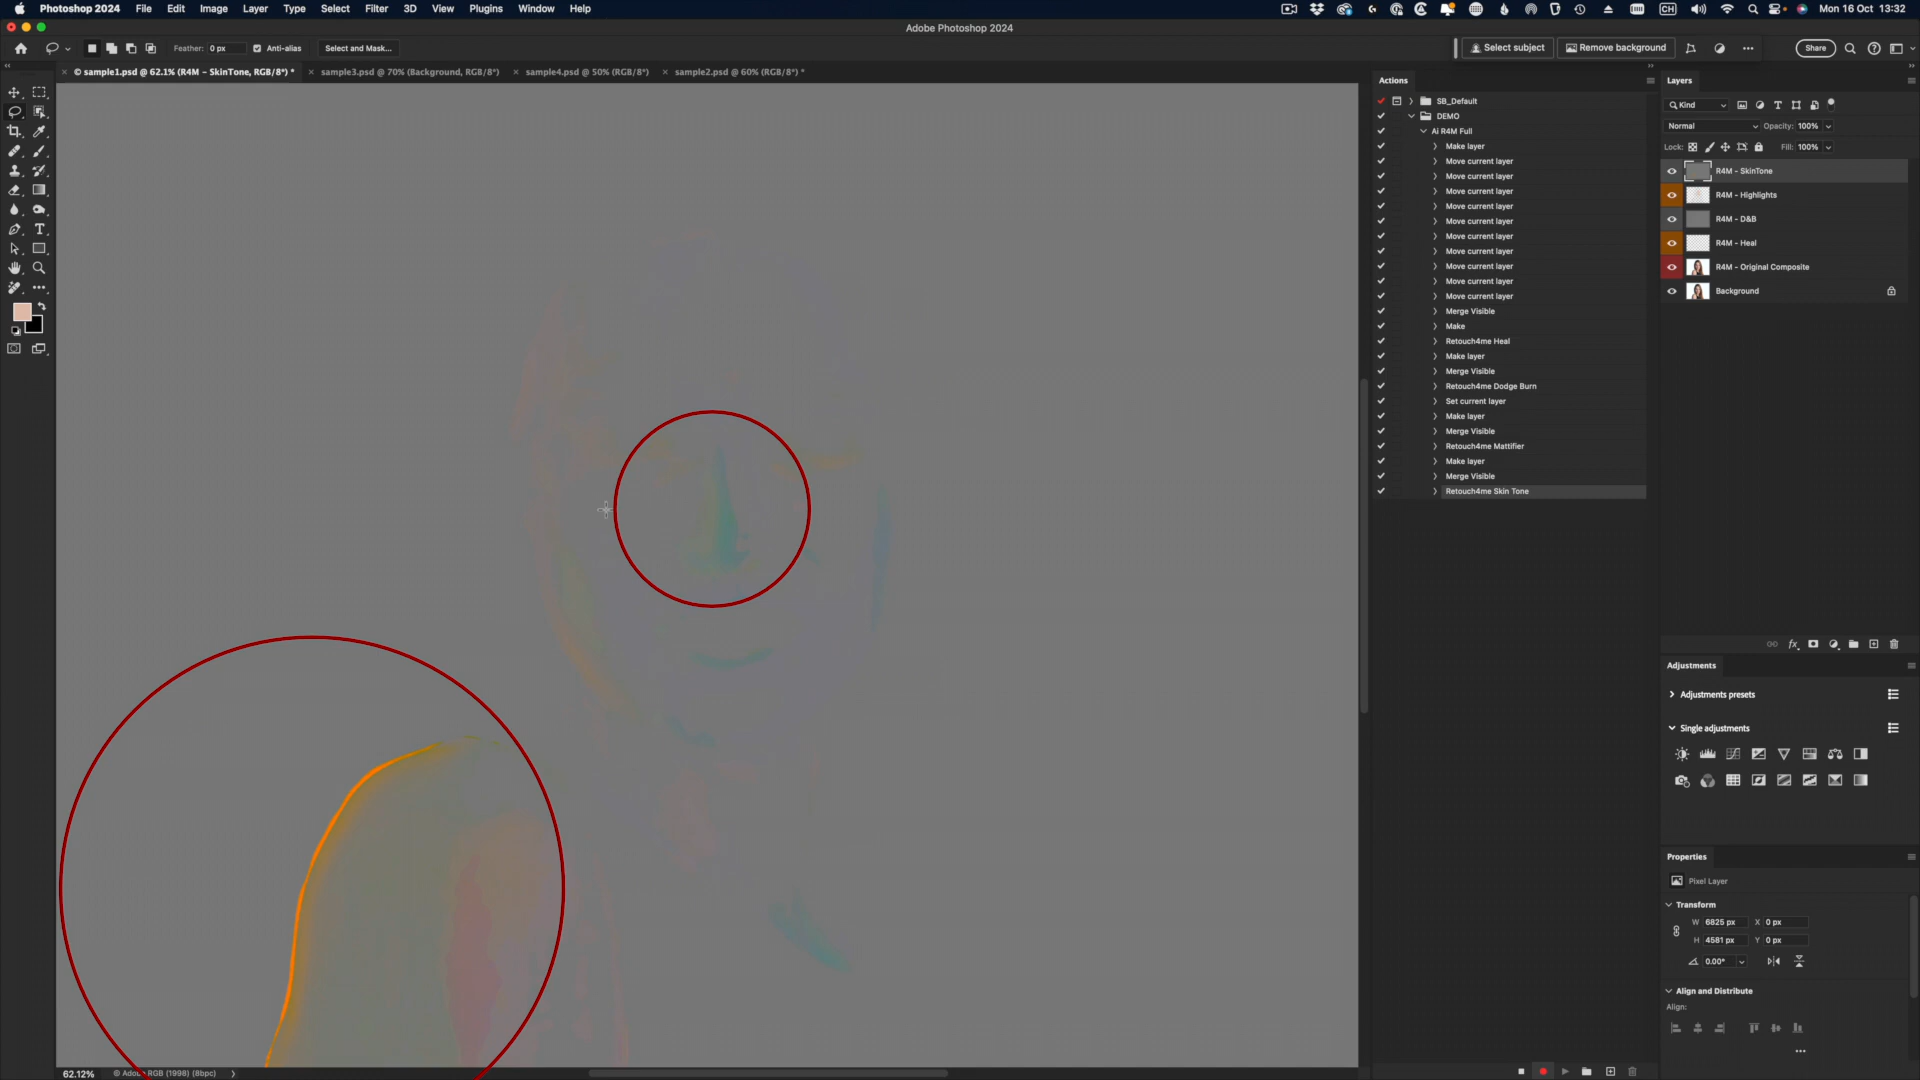 Photoshop 2024 File Edit Image Layer Type Select Filter 3D View Plugins Window Help CH Mon 16 Oct 13:32
Adobe Photoshop 2024
Feather: 0 px Anti-alias Select and Mask... Select subject Remove background Share
© sample1.psd @ 62.1% (R4M – SkinTone, RGB/8*) * sample3.psd @ 70% (Background, RGB/8*) sample4.psd @ 50% (RGB/8*) sample2.psd @ 60% (RGB/8*) *
Actions
SB_Default
DEMO
Ai R4M Full
Make layer
Move current layer
Move current layer
Move current layer
Move current layer
Move current layer
Move current layer
Move current layer
Move current layer
Move current layer
Move current layer
Merge Visible
Make
Retouch4me Heal
Make layer
Merge Visible
Retouch4me Dodge Burn
Set current layer
Make layer
Merge Visible
Retouch4me Mattifier
Make layer
Merge Visible
Retouch4me Skin Tone
Layers
Kind
Normal Opacity: 100%
Lock: Fill: 100%
R4M – SkinTone
R4M – Highlights
R4M – D&B
R4M – Heal
R4M – Original Composite
Background
fx
Adjustments
Adjustments presets
Single adjustments
Properties
Pixel Layer
Transform
W 6825 px X 0 px
H 4581 px Y 0 px
0.00°
Align and Distribute
Align:
62.12% © Adobe RGB (1998) (8bpc)